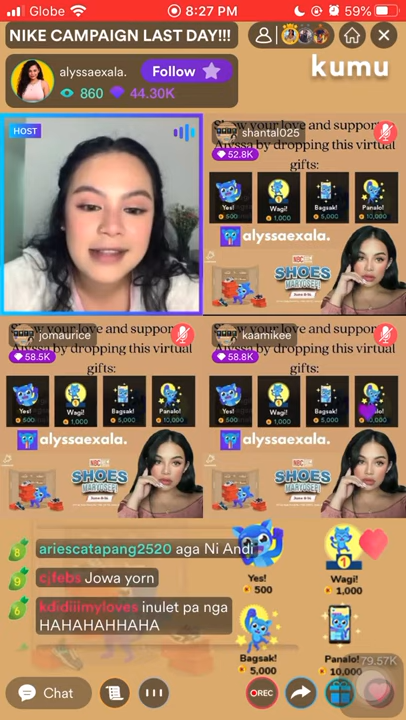 Globe 8:27 PM 59%
NIKE CAMPAIGN LAST DAY!!!
kumu
alyssaexala. Follow
860 44.30K
HOST
shantal025
52.8K
gifts:
Yes! Wagi! Bagsak! Panalo!
500 1,000 5,000 10,000
alyssaexala.
SHOES
jomaurice
58.5K
gifts:
Yes! Wagi! Bagsak! Panalo!
500 1,000 5,000 10,000
alyssaexala.
SHOES
kaamikee
58.8K
Alyssa by dropping this virtual
gifts:
Yes! Wagi! Bagsak!
500 1,000 5,000
alyssaexala.
SHOES
8 ariescatapang2520 aga Ni Andi
9 cjfebs Jowa yorn
6 kdidiiimyloves inulet pa nga
HAHAHAHHAHA
Yes! Wagi!
500 1,000
Bagsak! Panalo!
5,000 10,000
79.57K
Chat
REC